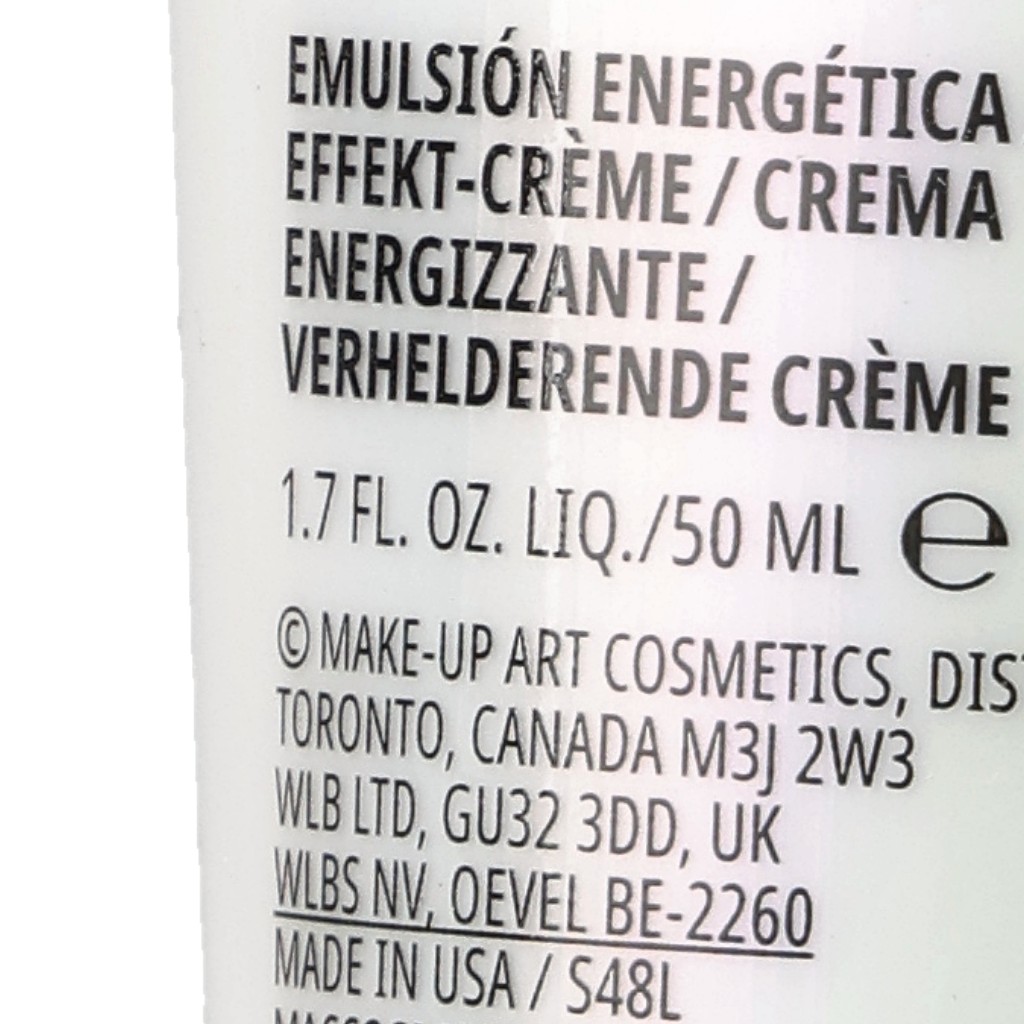 EMULSIÓN ENERGÉTICA
EFFEKT-CRÈME / CREMA
ENERGIZZANTE /
VERHELDERENDE CRÈME
1.7 FL. OZ. LIQ./50 ML ℮
© MAKE-UP ART COSMETICS,
TORONTO, CANADA M3J 2W3
WLB LTD, GU32 3DD, UK
WLBS NV, OEVEL BE-2260
MADE IN USA / S48L